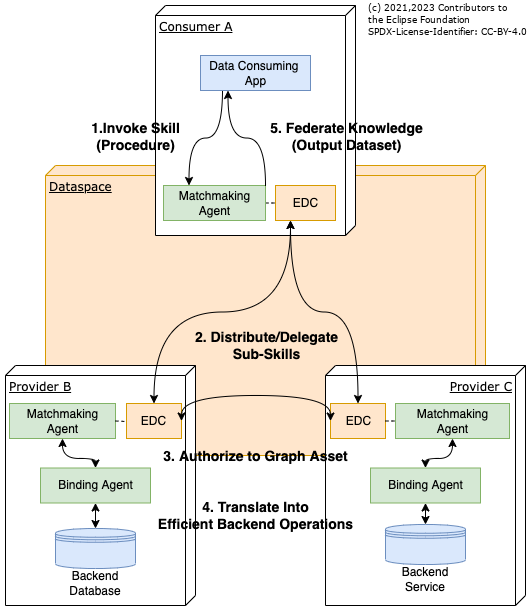 (c) 2021,2023 Contributors to
the Eclipse Foundation
SPDX-License-Identifier: CC-BY-4.0
Consumer A
Data Consuming
App
1.Invoke Skill
(Procedure)
5. Federate Knowledge
(Output Dataset)
Dataspace
Matchmaking
Agent
EDC
2. Distribute/Delegate
Sub-Skills
Provider B
Provider C
Matchmaking
Agent
EDC
EDC
Matchmaking
Agent
3. Authorize to Graph Asset
Binding Agent
Binding Agent
4. Translate Into
Efficient Backend Operations
Backend
Database
Backend
Service